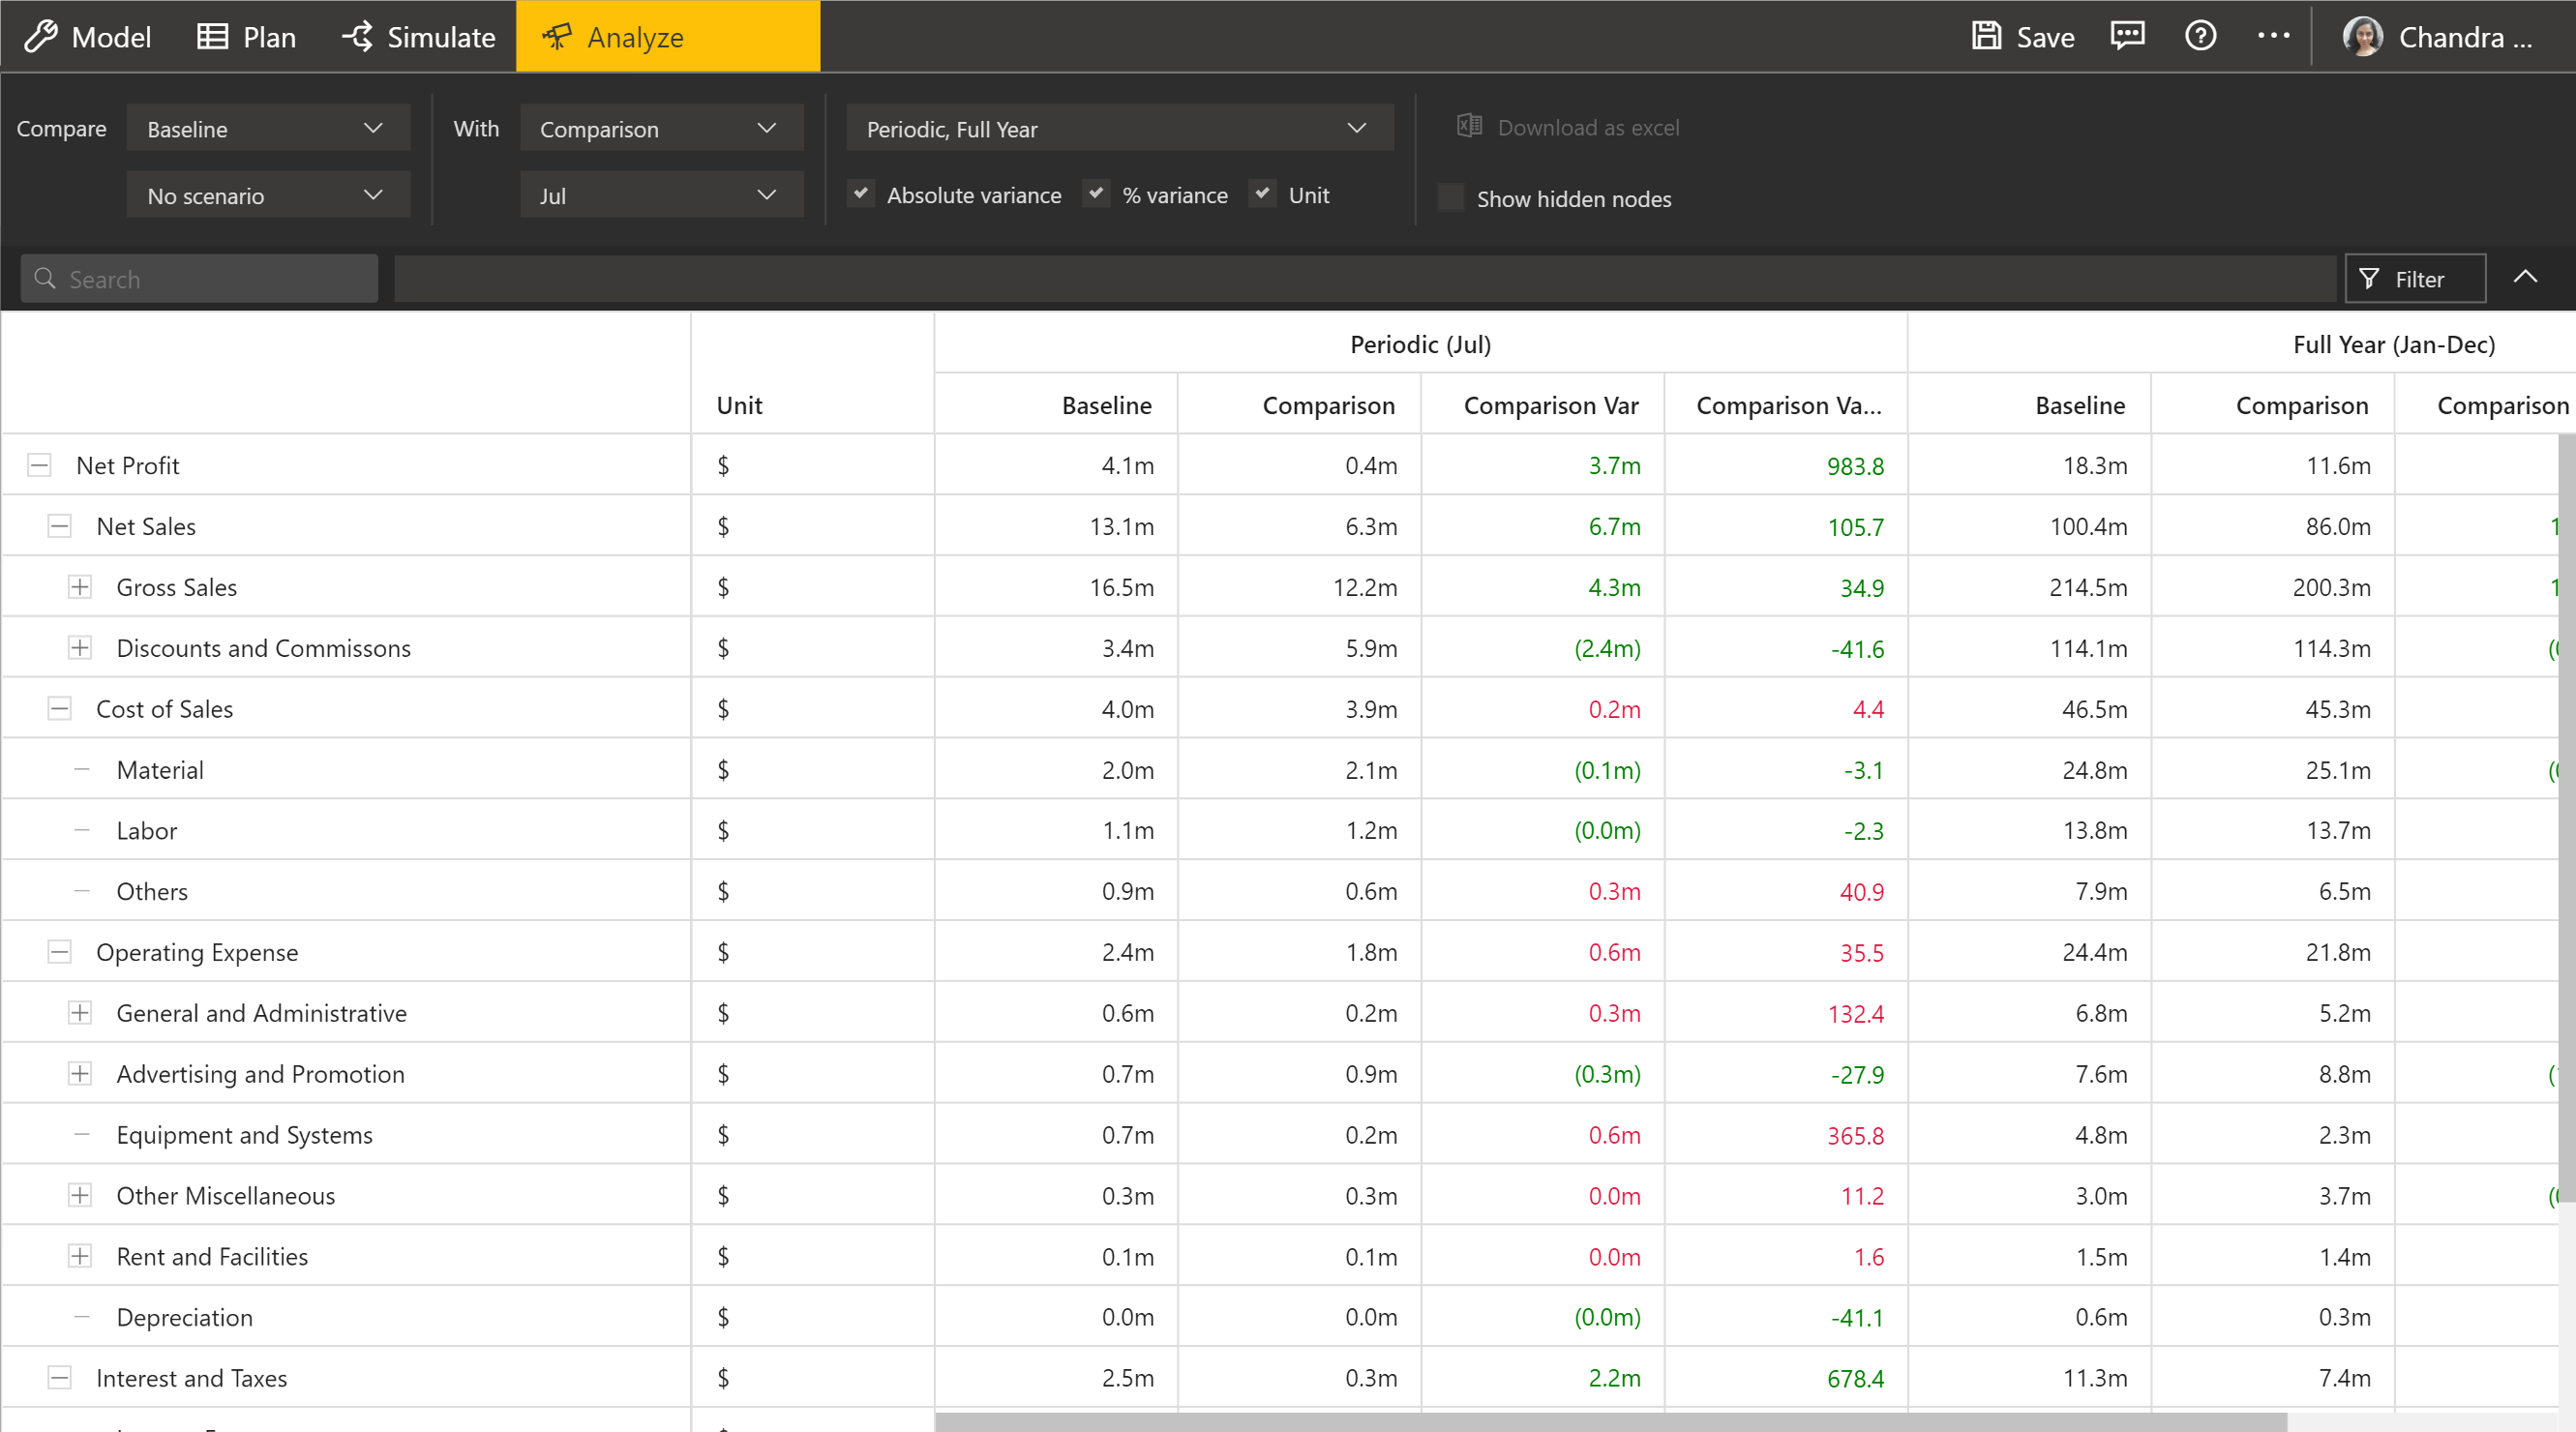 Model Plan Simulate Analyze Save Chandra ...
Compare Baseline With Comparison Periodic, Full Year Download as excel
No scenario Jul Absolute variance % variance Unit Show hidden nodes
Search Filter
Periodic (Jul) Full Year (Jan-Dec)
Unit Baseline Comparison Comparison Var Comparison Va... Baseline Comparison Comparison
Net Profit $ 4.1m 0.4m 3.7m 983.8 18.3m 11.6m
Net Sales $ 13.1m 6.3m 6.7m 105.7 100.4m 86.0m 1
Gross Sales $ 16.5m 12.2m 4.3m 34.9 214.5m 200.3m 1
Discounts and Commissons $ 3.4m 5.9m (2.4m) -41.6 114.1m 114.3m (
Cost of Sales $ 4.0m 3.9m 0.2m 4.4 46.5m 45.3m
Material $ 2.0m 2.1m (0.1m) -3.1 24.8m 25.1m (
Labor $ 1.1m 1.2m (0.0m) -2.3 13.8m 13.7m
Others $ 0.9m 0.6m 0.3m 40.9 7.9m 6.5m
Operating Expense $ 2.4m 1.8m 0.6m 35.5 24.4m 21.8m
General and Administrative $ 0.6m 0.2m 0.3m 132.4 6.8m 5.2m
Advertising and Promotion $ 0.7m 0.9m (0.3m) -27.9 7.6m 8.8m (
Equipment and Systems $ 0.7m 0.2m 0.6m 365.8 4.8m 2.3m
Other Miscellaneous $ 0.3m 0.3m 0.0m 11.2 3.0m 3.7m (
Rent and Facilities $ 0.1m 0.1m 0.0m 1.6 1.5m 1.4m
Depreciation $ 0.0m 0.0m (0.0m) -41.1 0.6m 0.3m
Interest and Taxes $ 2.5m 0.3m 2.2m 678.4 11.3m 7.4m